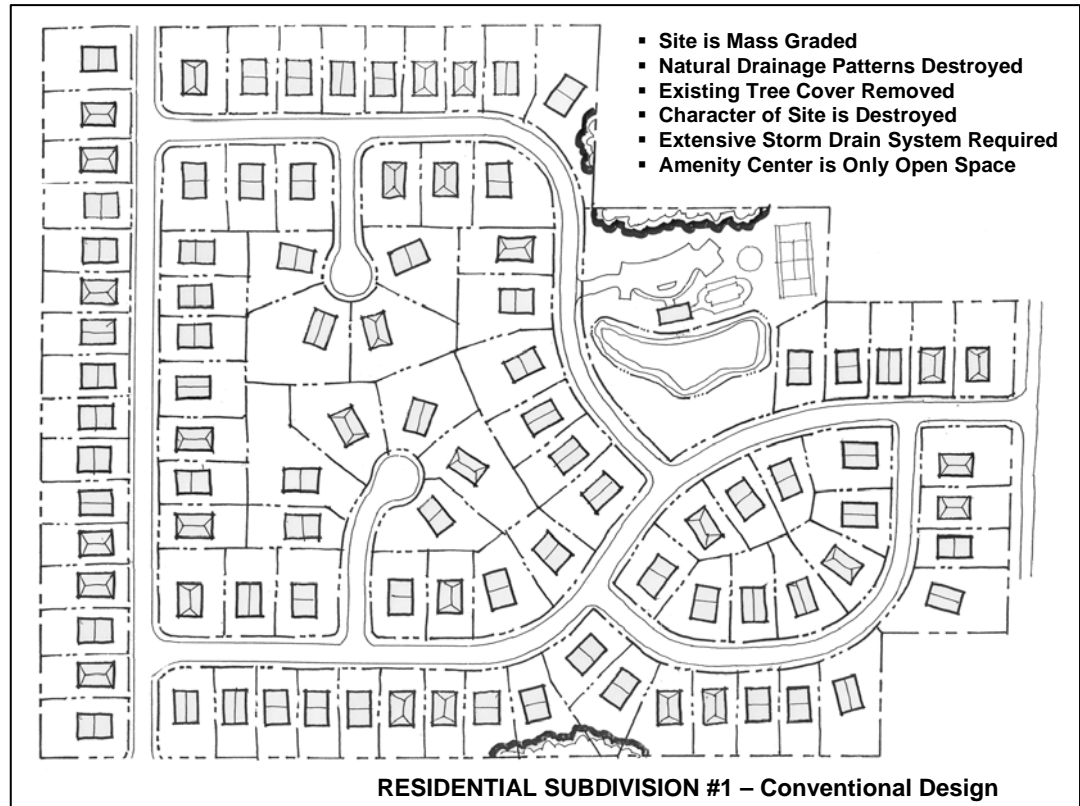 ▪ Site is Mass Graded
▪ Natural Drainage Patterns Destroyed
▪ Existing Tree Cover Removed
▪ Character of Site is Destroyed
▪ Extensive Storm Drain System Required
▪ Amenity Center is Only Open Space
RESIDENTIAL SUBDIVISION #1 – Conventional Design